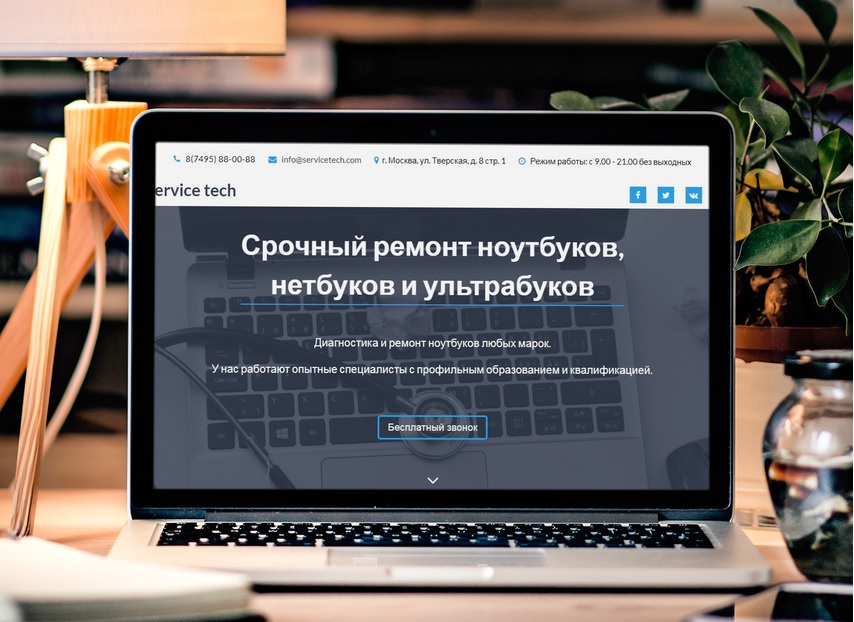 8(7495) 88-00-88 info@servicetech.com г. Москва, ул. Тверская, д. 8 стр. 1 Режим работы: с 9.00 - 21.00 без выходных
ervice tech
Срочный ремонт ноутбуков,
нетбуков и ультрабуков
Диагностика и ремонт ноутбуков любых марок.
У нас работают опытные специалисты с профильным образованием и квалификацией.
Бесплатный звонок